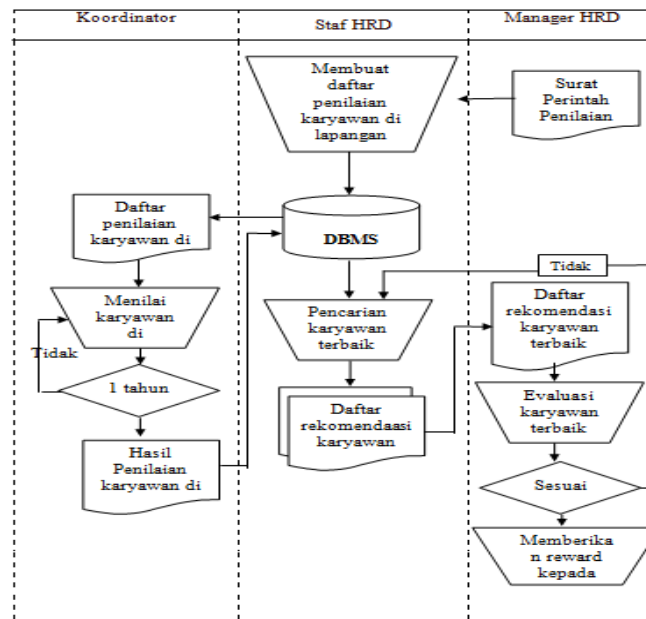 Koordinator
Staf HRD
Manager HRD
Membuat
daftar
penilaian
karyawan di
lapangan
Surat
Perintah
Penilaian
Daftar
penilaian
karyawan di
DBMS
Tidak
Menilai
karyawan
di
Tidak
1 tahun
Hasil
Penilaian
karyawan di
Pencarian
karyawan
terbaik
Daftar
rekomendaasi
karyawan
Daftar
rekomendasi
karyawan
terbaik
Evaluasi
karyawan
terbaik
Sesuai
Memberika
n reward
kepada